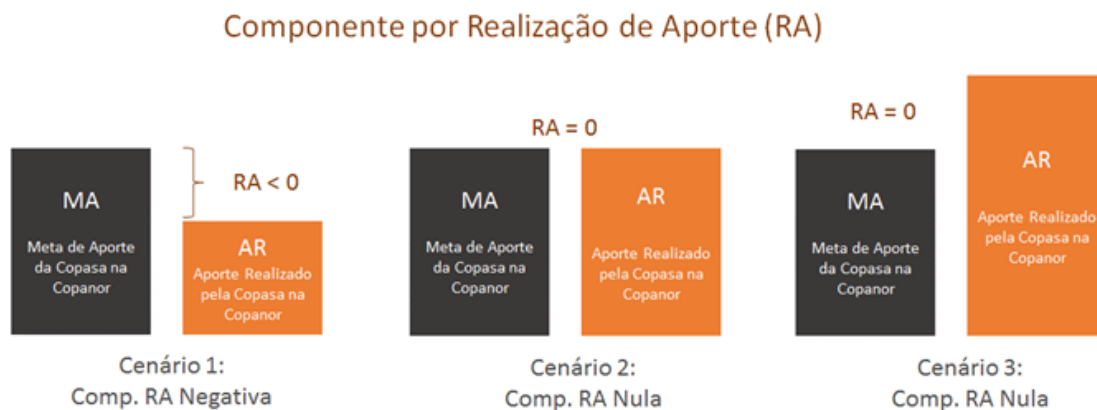 Componente por Realização de Aporte (RA)
MA
Meta de Aporte
da Copasa na
Copanor
RA < 0
AR
Aporte Realizado
pela Copasa na
Copanor
Cenário 1:
Comp. RA Negativa
RA = 0
MA
Meta de Aporte
da Copasa na
Copanor
AR
Aporte Realizado
pela Copasa na
Copanor
Cenário 2:
Comp. RA Nula
RA = 0
MA
Meta de Aporte
da Copasa na
Copanor
AR
Aporte Realizado
pela Copasa na
Copanor
Cenário 3:
Comp. RA Nula